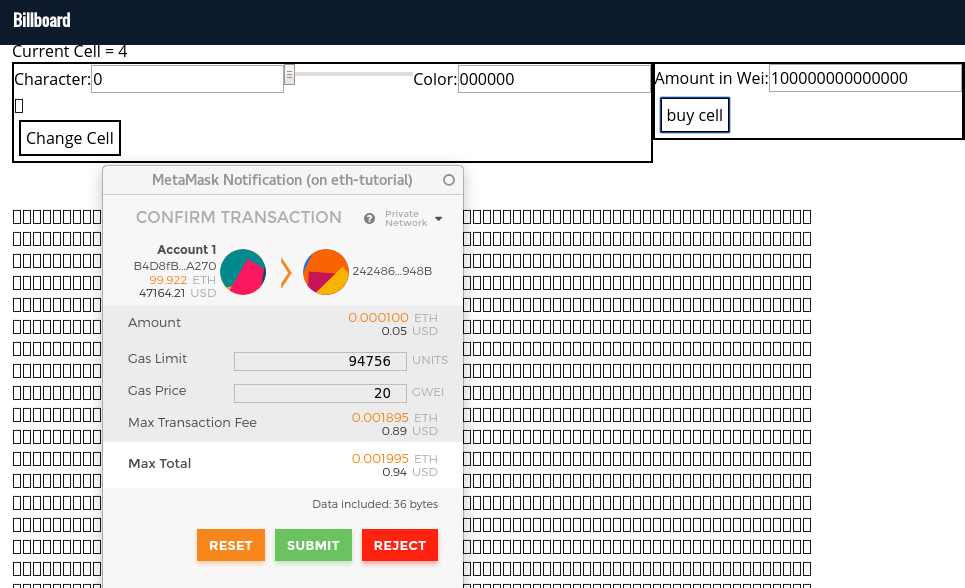 Billboard
Current Cell = 4
Character: 0 Color: 000000 Amount in Wei: 100000000000000
Change Cell
buy cell
MetaMask Notification (on eth-tutorial)
CONFIRM TRANSACTION ? Private Network
Account 1
B4D8fB...A270
99.922 ETH
47164.21 USD
242486...948B
Amount 0.000100 ETH
0.05 USD
Gas Limit 94756 UNITS
Gas Price 20 GWEI
Max Transaction Fee 0.001895 ETH
0.89 USD
Max Total 0.001995 ETH
0.94 USD
Data included: 36 bytes
RESET SUBMIT REJECT